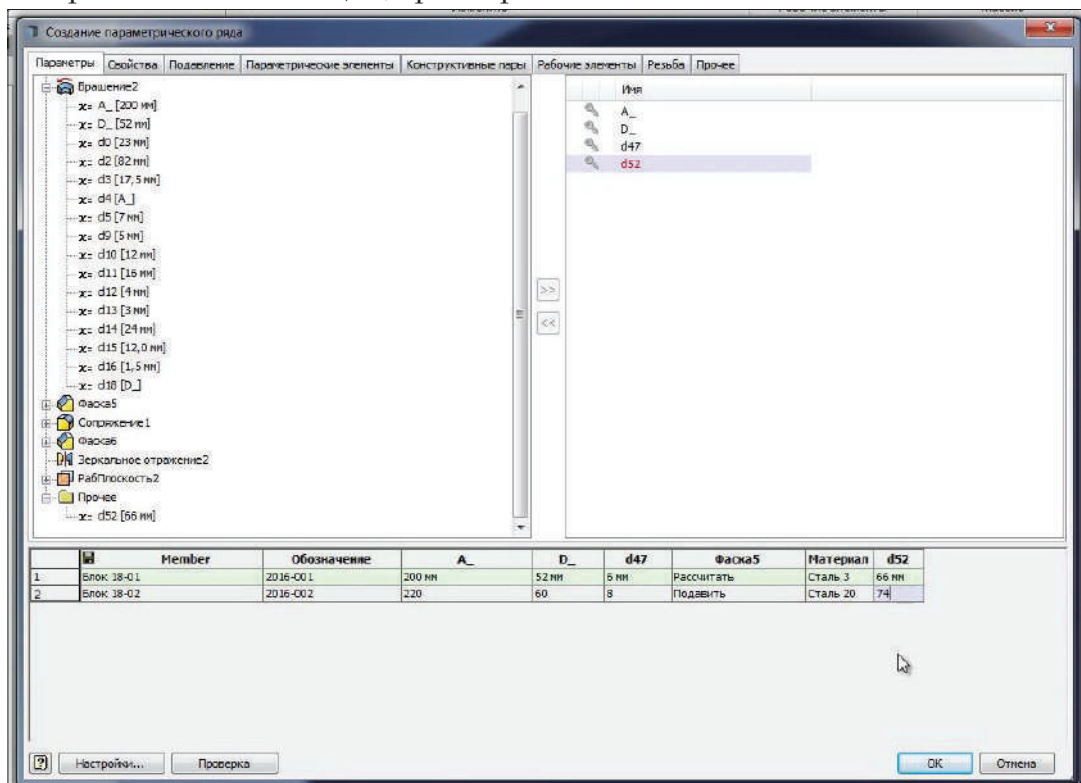 Создание параметрического ряда
Параметры Свойства Подавление Параметрические элементы Конструктивные пары Рабочие элементы Резьба Прочее
Вращение2
x= A_ [200 мм]
x= D_ [52 мм]
x= d0 [23 мм]
x= d2 [82 мм]
x= d3 [17,5 мм]
x= d4 [A_]
x= d5 [7 мм]
x= d9 [5 мм]
x= d10 [12 мм]
x= d11 [16 мм]
x= d12 [4 мм]
x= d13 [3 мм]
x= d14 [24 мм]
x= d15 [12,0 мм]
x= d16 [1,5 мм]
x= d18 [D_]
Фаска5
Сопряжение1
Фаска6
Зеркальное отражение2
РабПлоскость2
Прочее
x= d52 [66 мм]
>>
<<
Имя
A_
D_
d47
d52
Member Обозначение A_ D_ d47 Фаска5 Материал d52
1 Блок 18-01 2016-001 200 мм 52 мм 6 мм Рассчитать Сталь 3 66 мм
2 Блок 18-02 2016-002 220 60 8 Подавить Сталь 20 74
? Настройки... Проверка OK Отмена